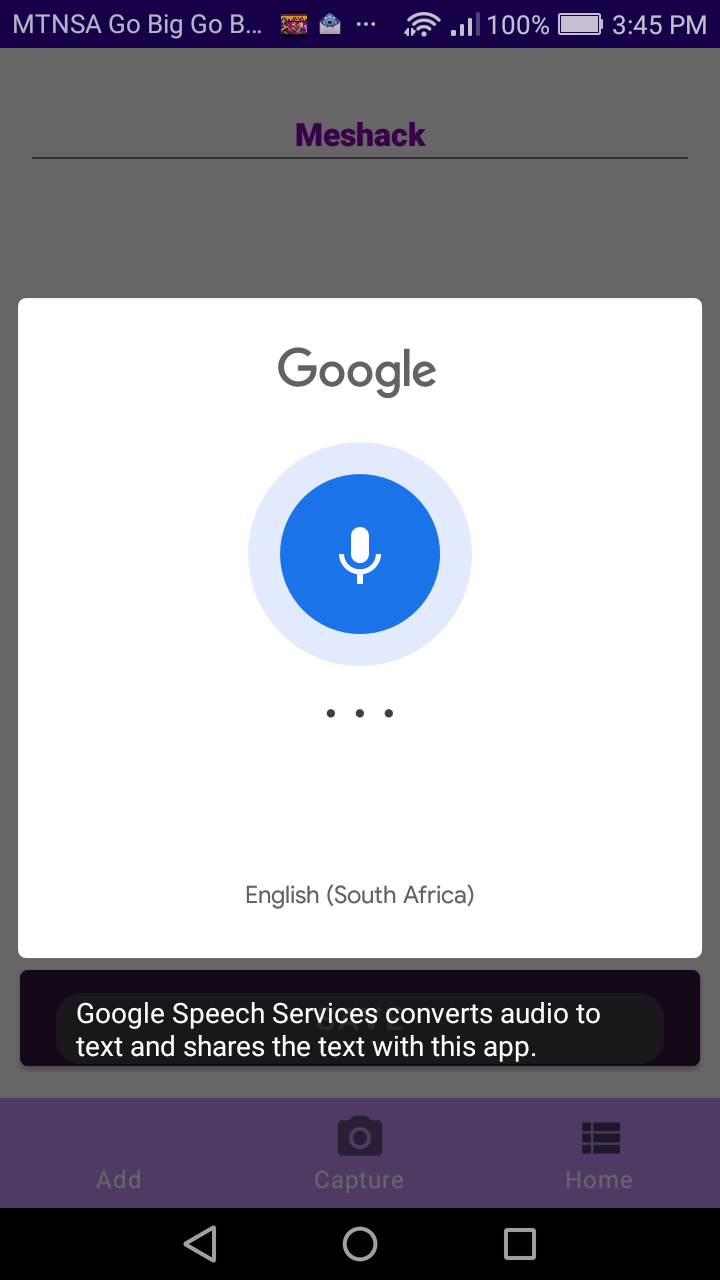 MTNSA Go Big Go B... 100% 3:45 PM
Meshack
Google
English (South Africa)
SAVE
Google Speech Services converts audio to
text and shares the text with this app.
Add Capture Home